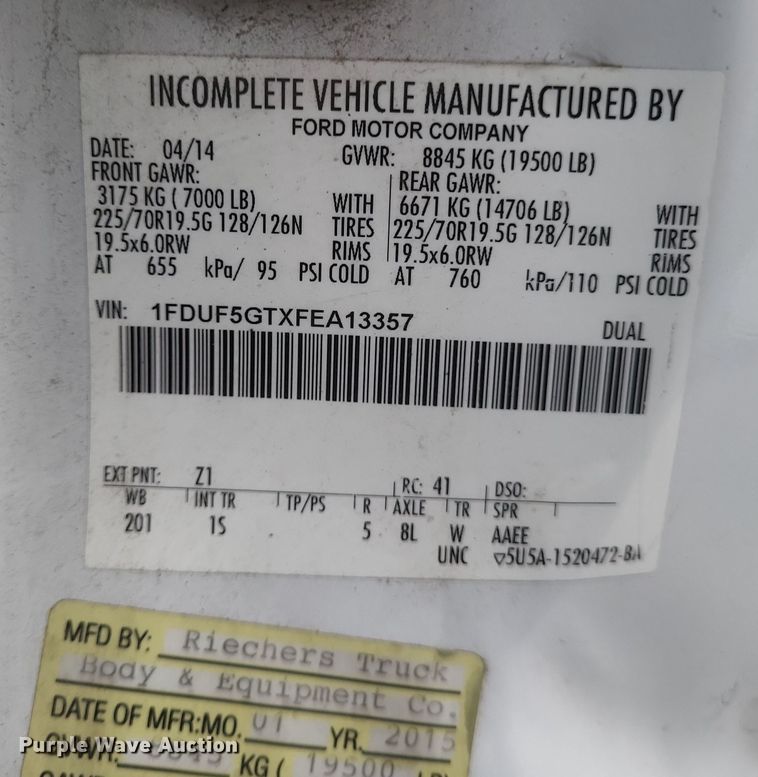 INCOMPLETE VEHICLE MANUFACTURED BY
FORD MOTOR COMPANY
DATE: 04/14 GVWR: 8845 KG (19500 LB)
FRONT GAWR: REAR GAWR:
3175 KG ( 7000 LB) WITH 6671 KG (14706 LB) WITH
225/70R19.5G 128/126N TIRES 225/70R19.5G 128/126N TIRES
19.5x6.0RW RIMS 19.5x6.0RW RIMS
AT 655 kPa/ 95 PSI COLD AT 760 kPa/110 PSI COLD
VIN: 1FDUF5GTXFEA13357 DUAL
EXT PNT: Z1 RC: 41 DSO:
WB INT TR TP/PS R AXLE TR SPR
201 1S 5 8L W AAEE
UNC ▽5U5A-1520472-BA
MFD BY: Riechers Truck
Body & Equipment Co.
DATE OF MFR:MO. 01 YR. 2015
Purple Wave Auction
GVWR: KG ( 19500 LB)